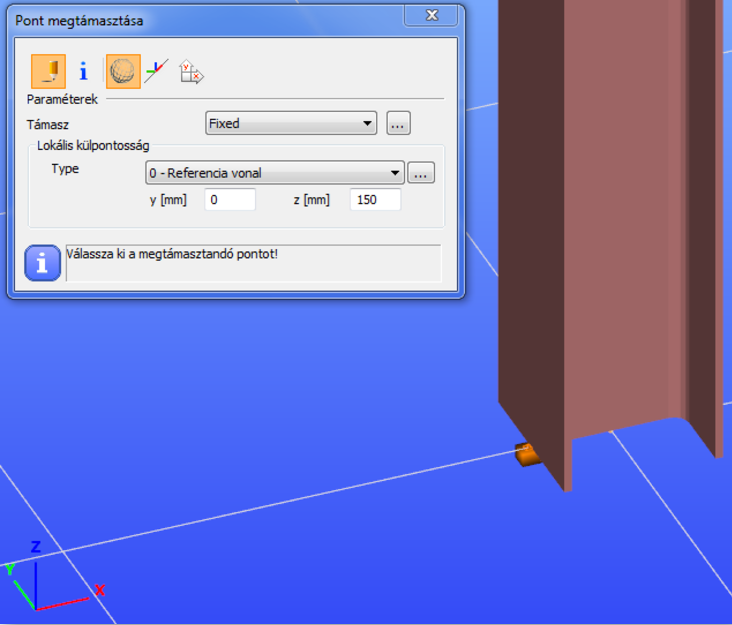 Pont megtámasztása
Paraméterek
Támasz
Fixed
...
Lokális külpontosság
Type
0 - Referencia vonal
...
y [mm]
0
z [mm]
150
Válassza ki a megtámasztandó pontot!
Z
Y
X